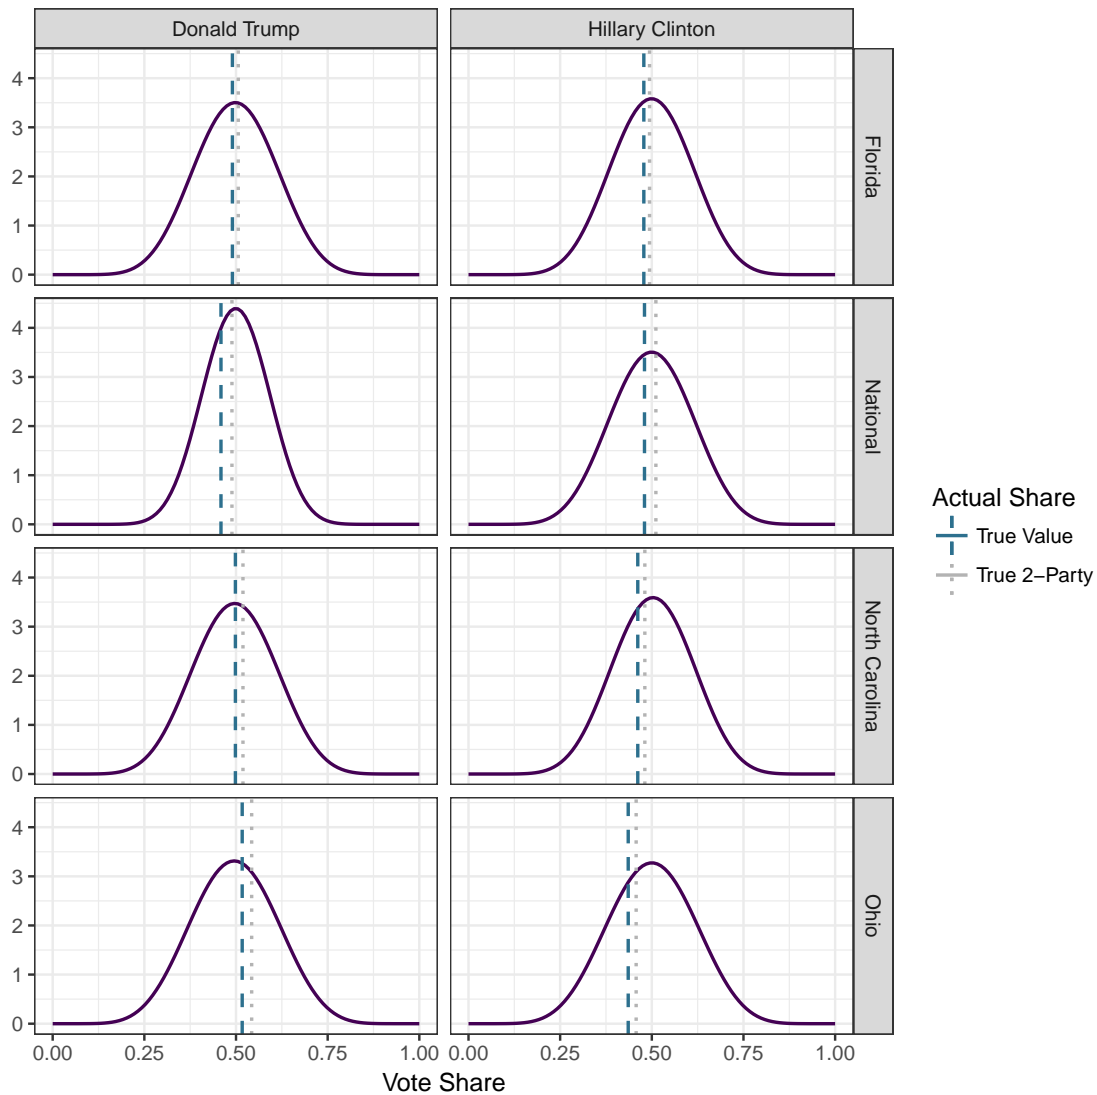 Donald Trump Hillary Clinton
4
3
2
1
0
Florida
4
3
2
1
0
National
4
3
2
1
0
North Carolina
4
3
2
1
0
Ohio
0.00 0.25 0.50 0.75 1.00 0.00 0.25 0.50 0.75 1.00
Vote Share
Actual Share
True Value
True 2−Party